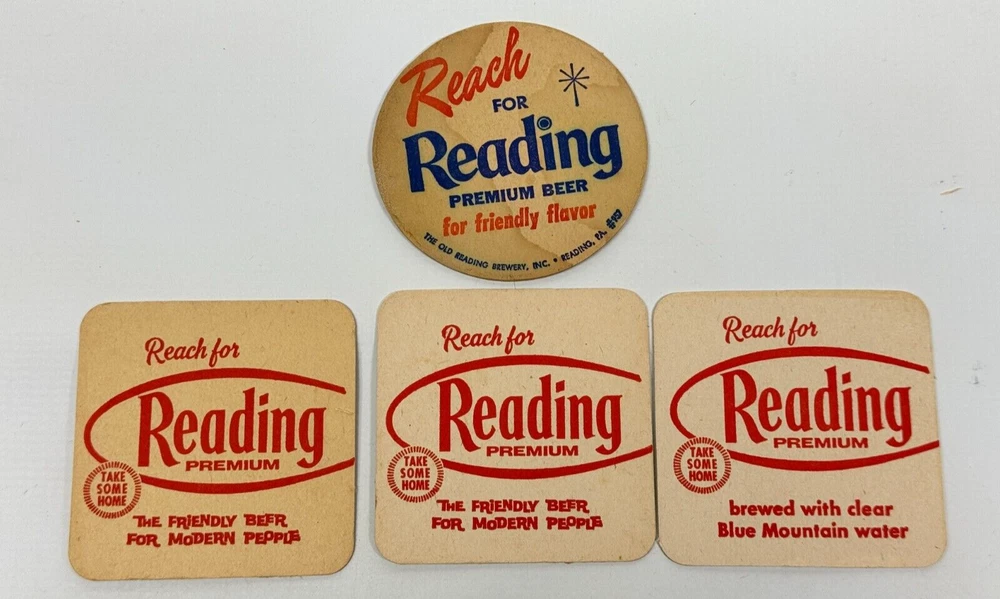 Reach
FOR
Reading
PREMIUM BEER
for friendly flavor
THE OLD READING BREWERY, INC. • READING, PA.
Reach for
Reading
PREMIUM
TAKE
SOME
HOME
THE FRIENDLY BEER
FOR MODERN PEOPLE
Reach for
Reading
PREMIUM
TAKE
SOME
HOME
THE FRIENDLY BEER
FOR MODERN PEOPLE
Reach for
Reading
PREMIUM
TAKE
SOME
HOME
brewed with clear
Blue Mountain water